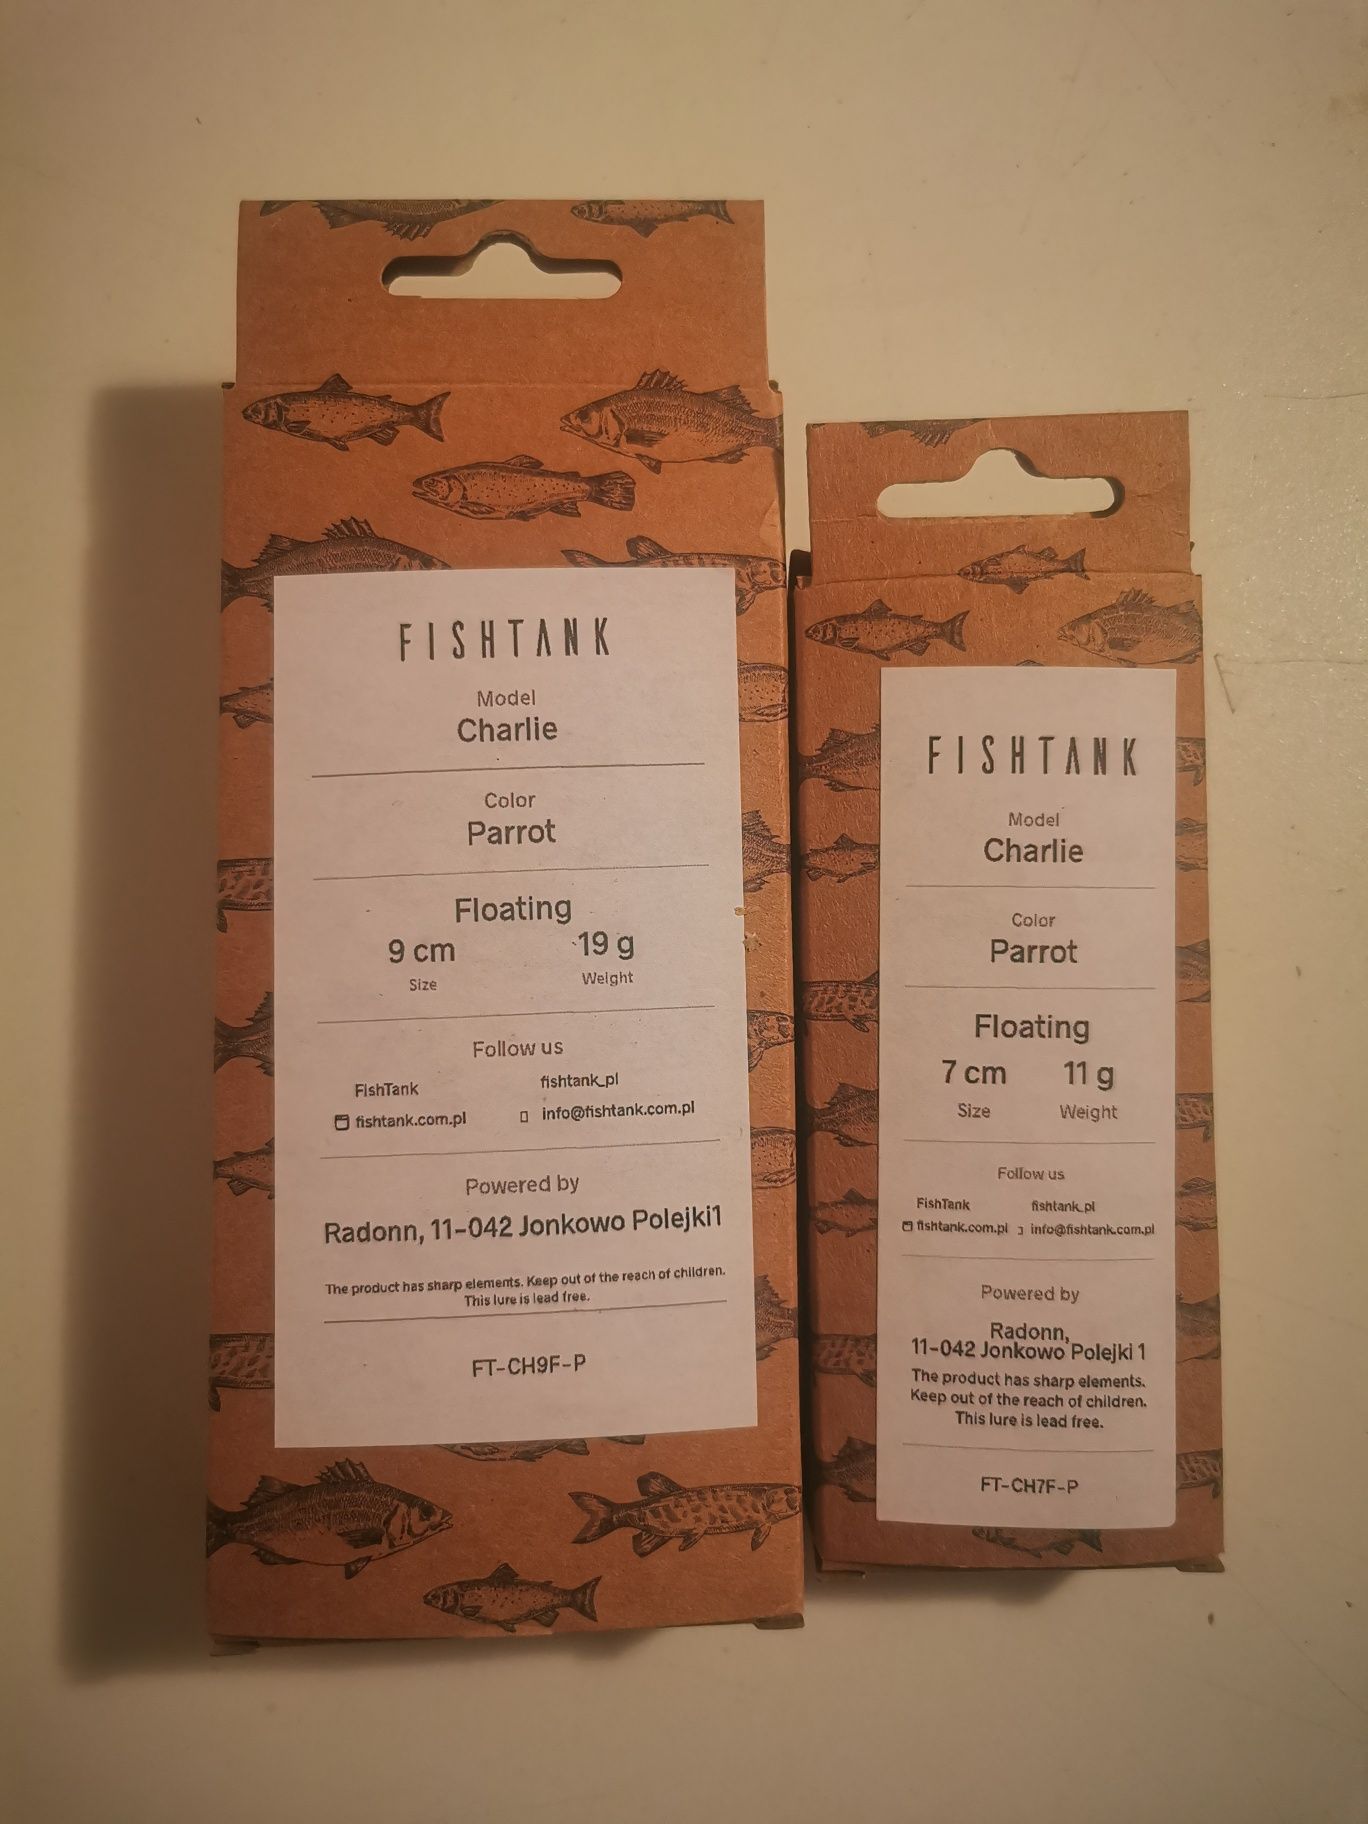 FISHTANK
Model
Charlie
Color
Parrot
Floating
9 cm 19 g
Size Weight
Follow us
FishTank fishtank_pl
fishtank.com.pl info@fishtank.com.pl
Powered by
Radonn, 11-042 Jonkowo Polejki1
The product has sharp elements. Keep out of the reach of children.
This lure is lead free.
FT-CH9F-P
FISHTANK
Model
Charlie
Color
Parrot
Floating
7 cm 11 g
Size Weight
Follow us
FishTank fishtank_pl
fishtank.com.pl info@fishtank.com.pl
Powered by
Radonn,
11-042 Jonkowo Polejki 1
The product has sharp elements.
Keep out of the reach of children.
This lure is lead free.
FT-CH7F-P